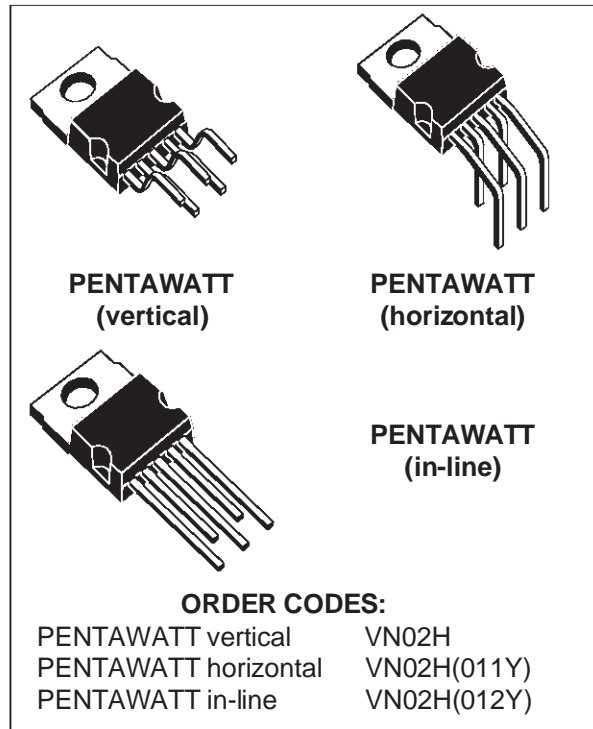 PENTAWATT
(vertical)
PENTAWATT
(horizontal)
PENTAWATT
(in-line)
ORDER CODES:
PENTAWATT vertical VN02H
PENTAWATT horizontal VN02H(011Y)
PENTAWATT in-line VN02H(012Y)